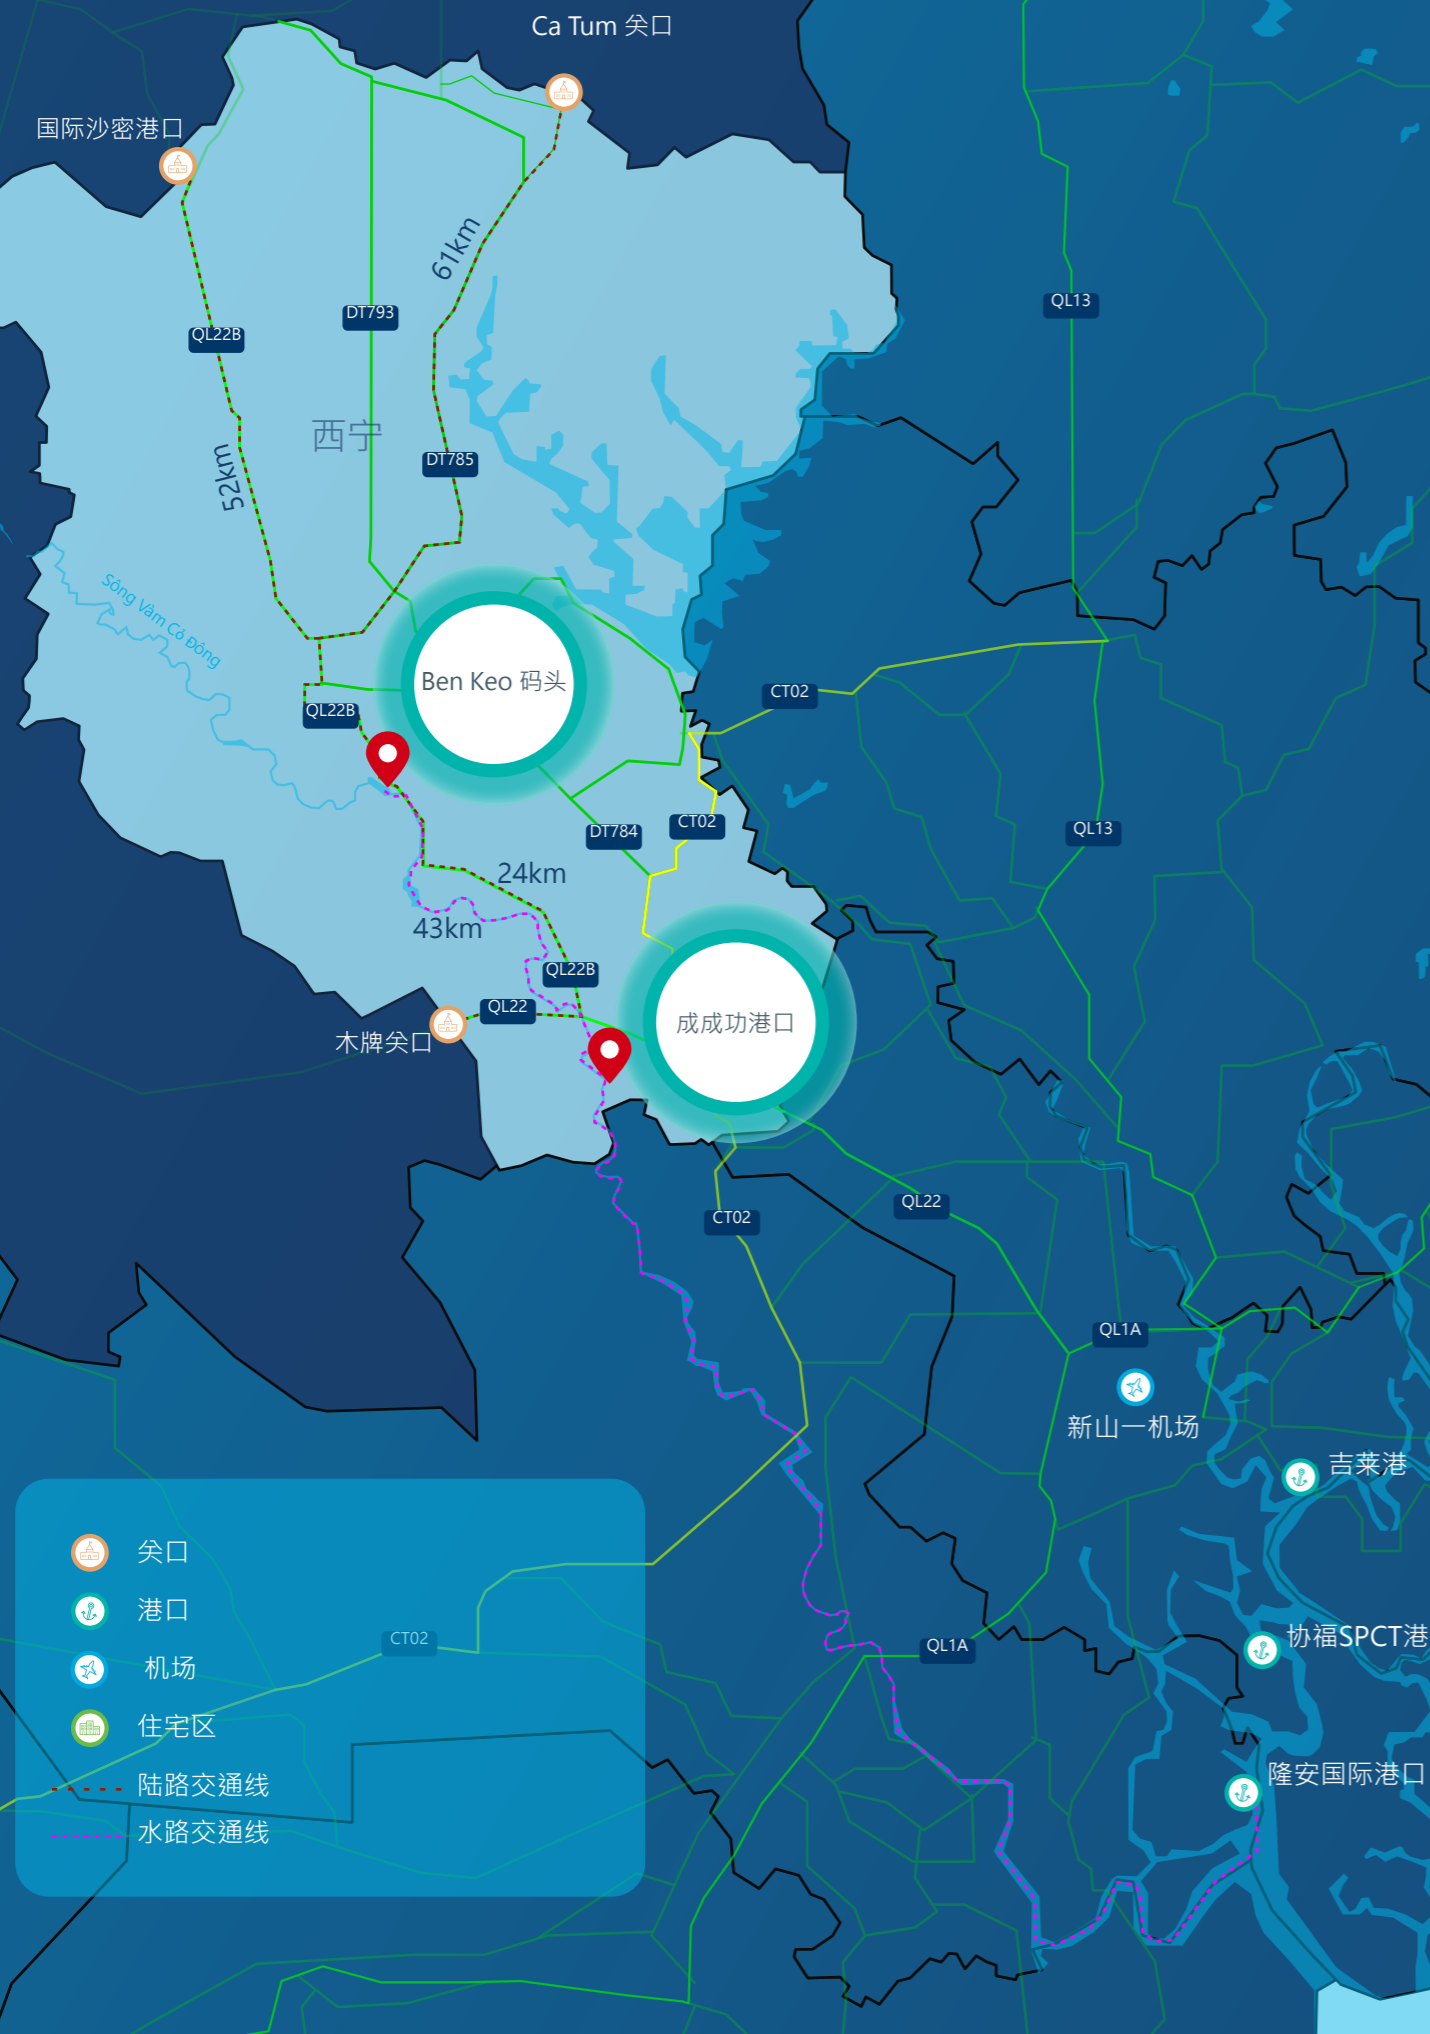 Ca Tum 关口
国际沙密港口
61km
QL13
DT793
QL22B
西宁
DT785
52km
Sông Vàm Cỏ Đông
Ben Keo 码头
CT02
QL22B
DT784
CT02
QL13
24km
43km
QL22B
QL22
成成功港口
木牌关口
QL22
CT02
QL1A
新山一机场
吉莱港
关口
港口
CT02
QL1A
协福SPCT港
机场
住宅区
隆安国际港口
陆路交通线
水路交通线